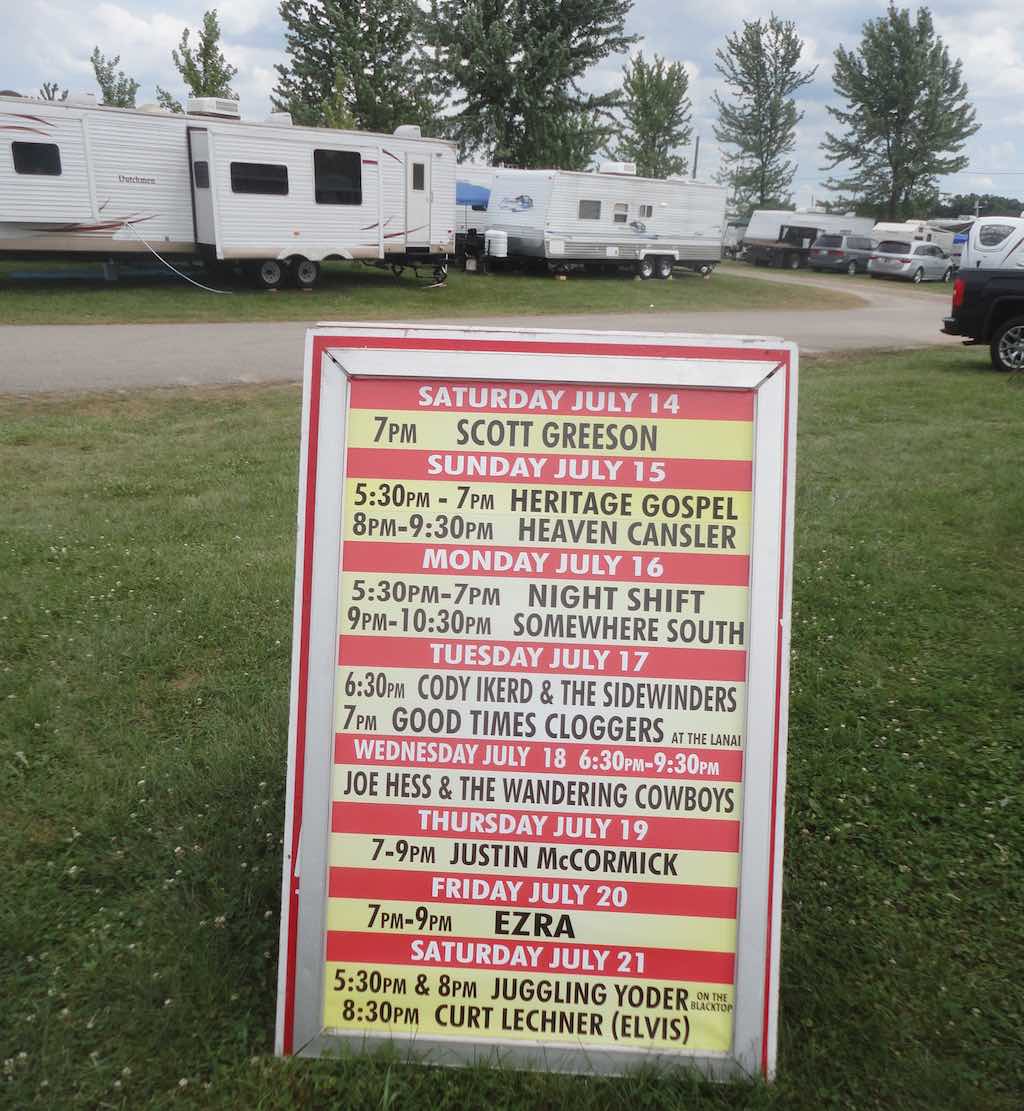 Dutchmen
SATURDAY JULY 14
7PM SCOTT GREESON
SUNDAY JULY 15
5:30PM - 7PM HERITAGE GOSPEL
8PM-9:30PM HEAVEN CANSLER
MONDAY JULY 16
5:30PM-7PM NIGHT SHIFT
9PM-10:30PM SOMEWHERE SOUTH
TUESDAY JULY 17
6:30PM CODY IKERD & THE SIDEWINDERS
7PM GOOD TIMES CLOGGERS AT THE LANAI
WEDNESDAY JULY 18 6:30PM-9:30PM
JOE HESS & THE WANDERING COWBOYS
THURSDAY JULY 19
7-9PM JUSTIN McCORMICK
FRIDAY JULY 20
7PM-9PM EZRA
SATURDAY JULY 21
5:30PM & 8PM JUGGLING YODER ON THE BLACKTOP
8:30PM CURT LECHNER (ELVIS)